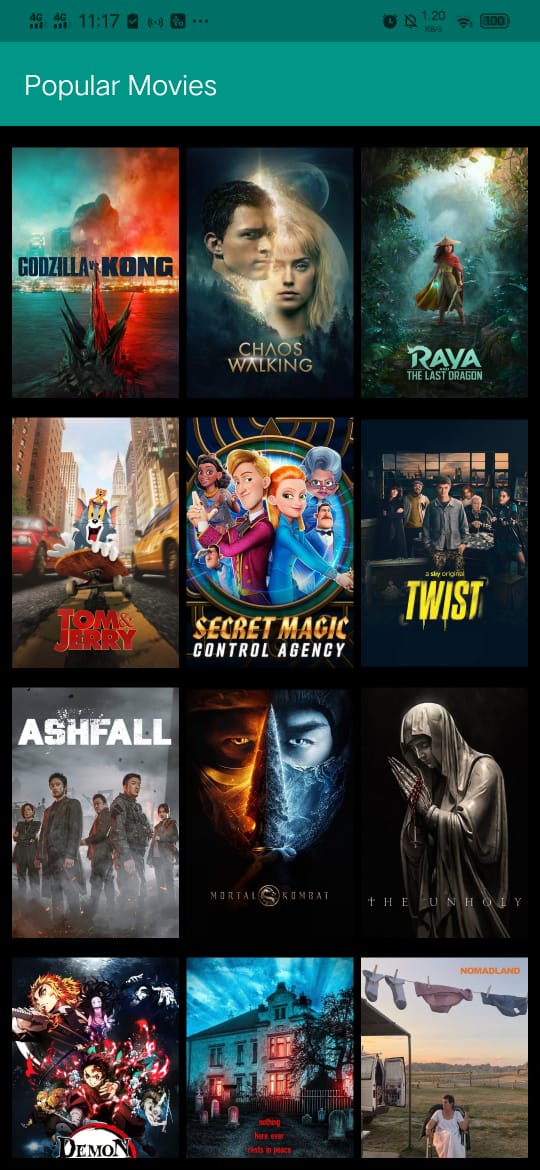 4G 4G 11:17 1.20 KB/s 100
Popular Movies
GODZILLA vs KONG
CHAOS
WALKING
RAYA
AND
THE LAST DRAGON
TOM&
JERRY
SECRET MAGIC
CONTROL AGENCY
a sky original
TWIST
ASHFALL
MORTAL KOMBAT
THE UNHOLY
DEMON
nothing
here ever
rests in peace
NOMADLAND